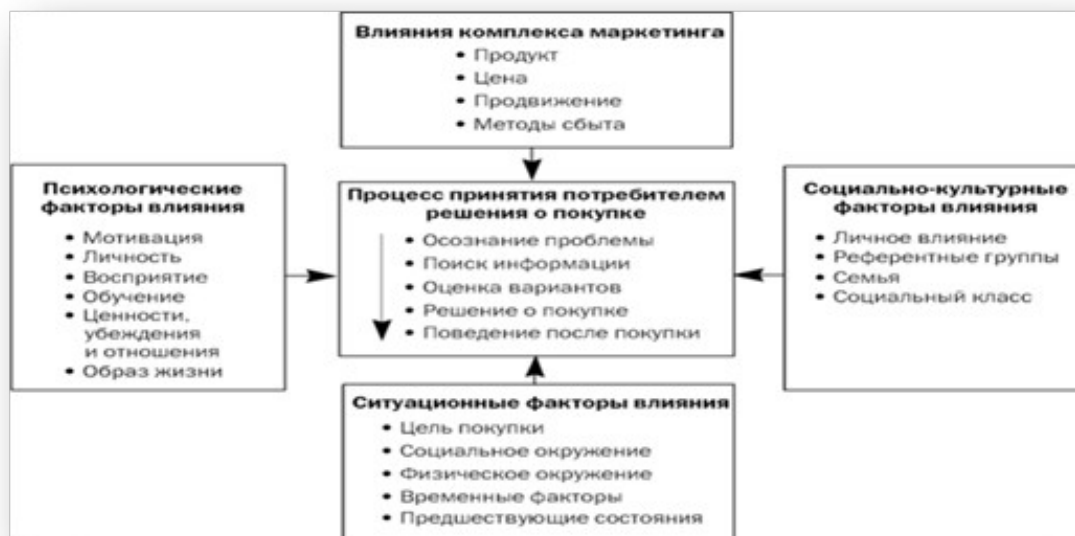 Влияния комплекса маркетинга
• Продукт
• Цена
• Продвижение
• Методы сбыта
Психологические
факторы влияния
• Мотивация
• Личность
• Восприятие
• Обучение
• Ценности,
убеждения
и отношения
• Образ жизни
Процесс принятия потребителем
решения о покупке
• Осознание проблемы
• Поиск информации
• Оценка вариантов
• Решение о покупке
• Поведение после покупки
Социально-культурные
факторы влияния
• Личное влияние
• Референтные группы
• Семья
• Социальный класс
Ситуационные факторы влияния
• Цель покупки
• Социальное окружение
• Физическое окружение
• Временные факторы
• Предшествующие состояния